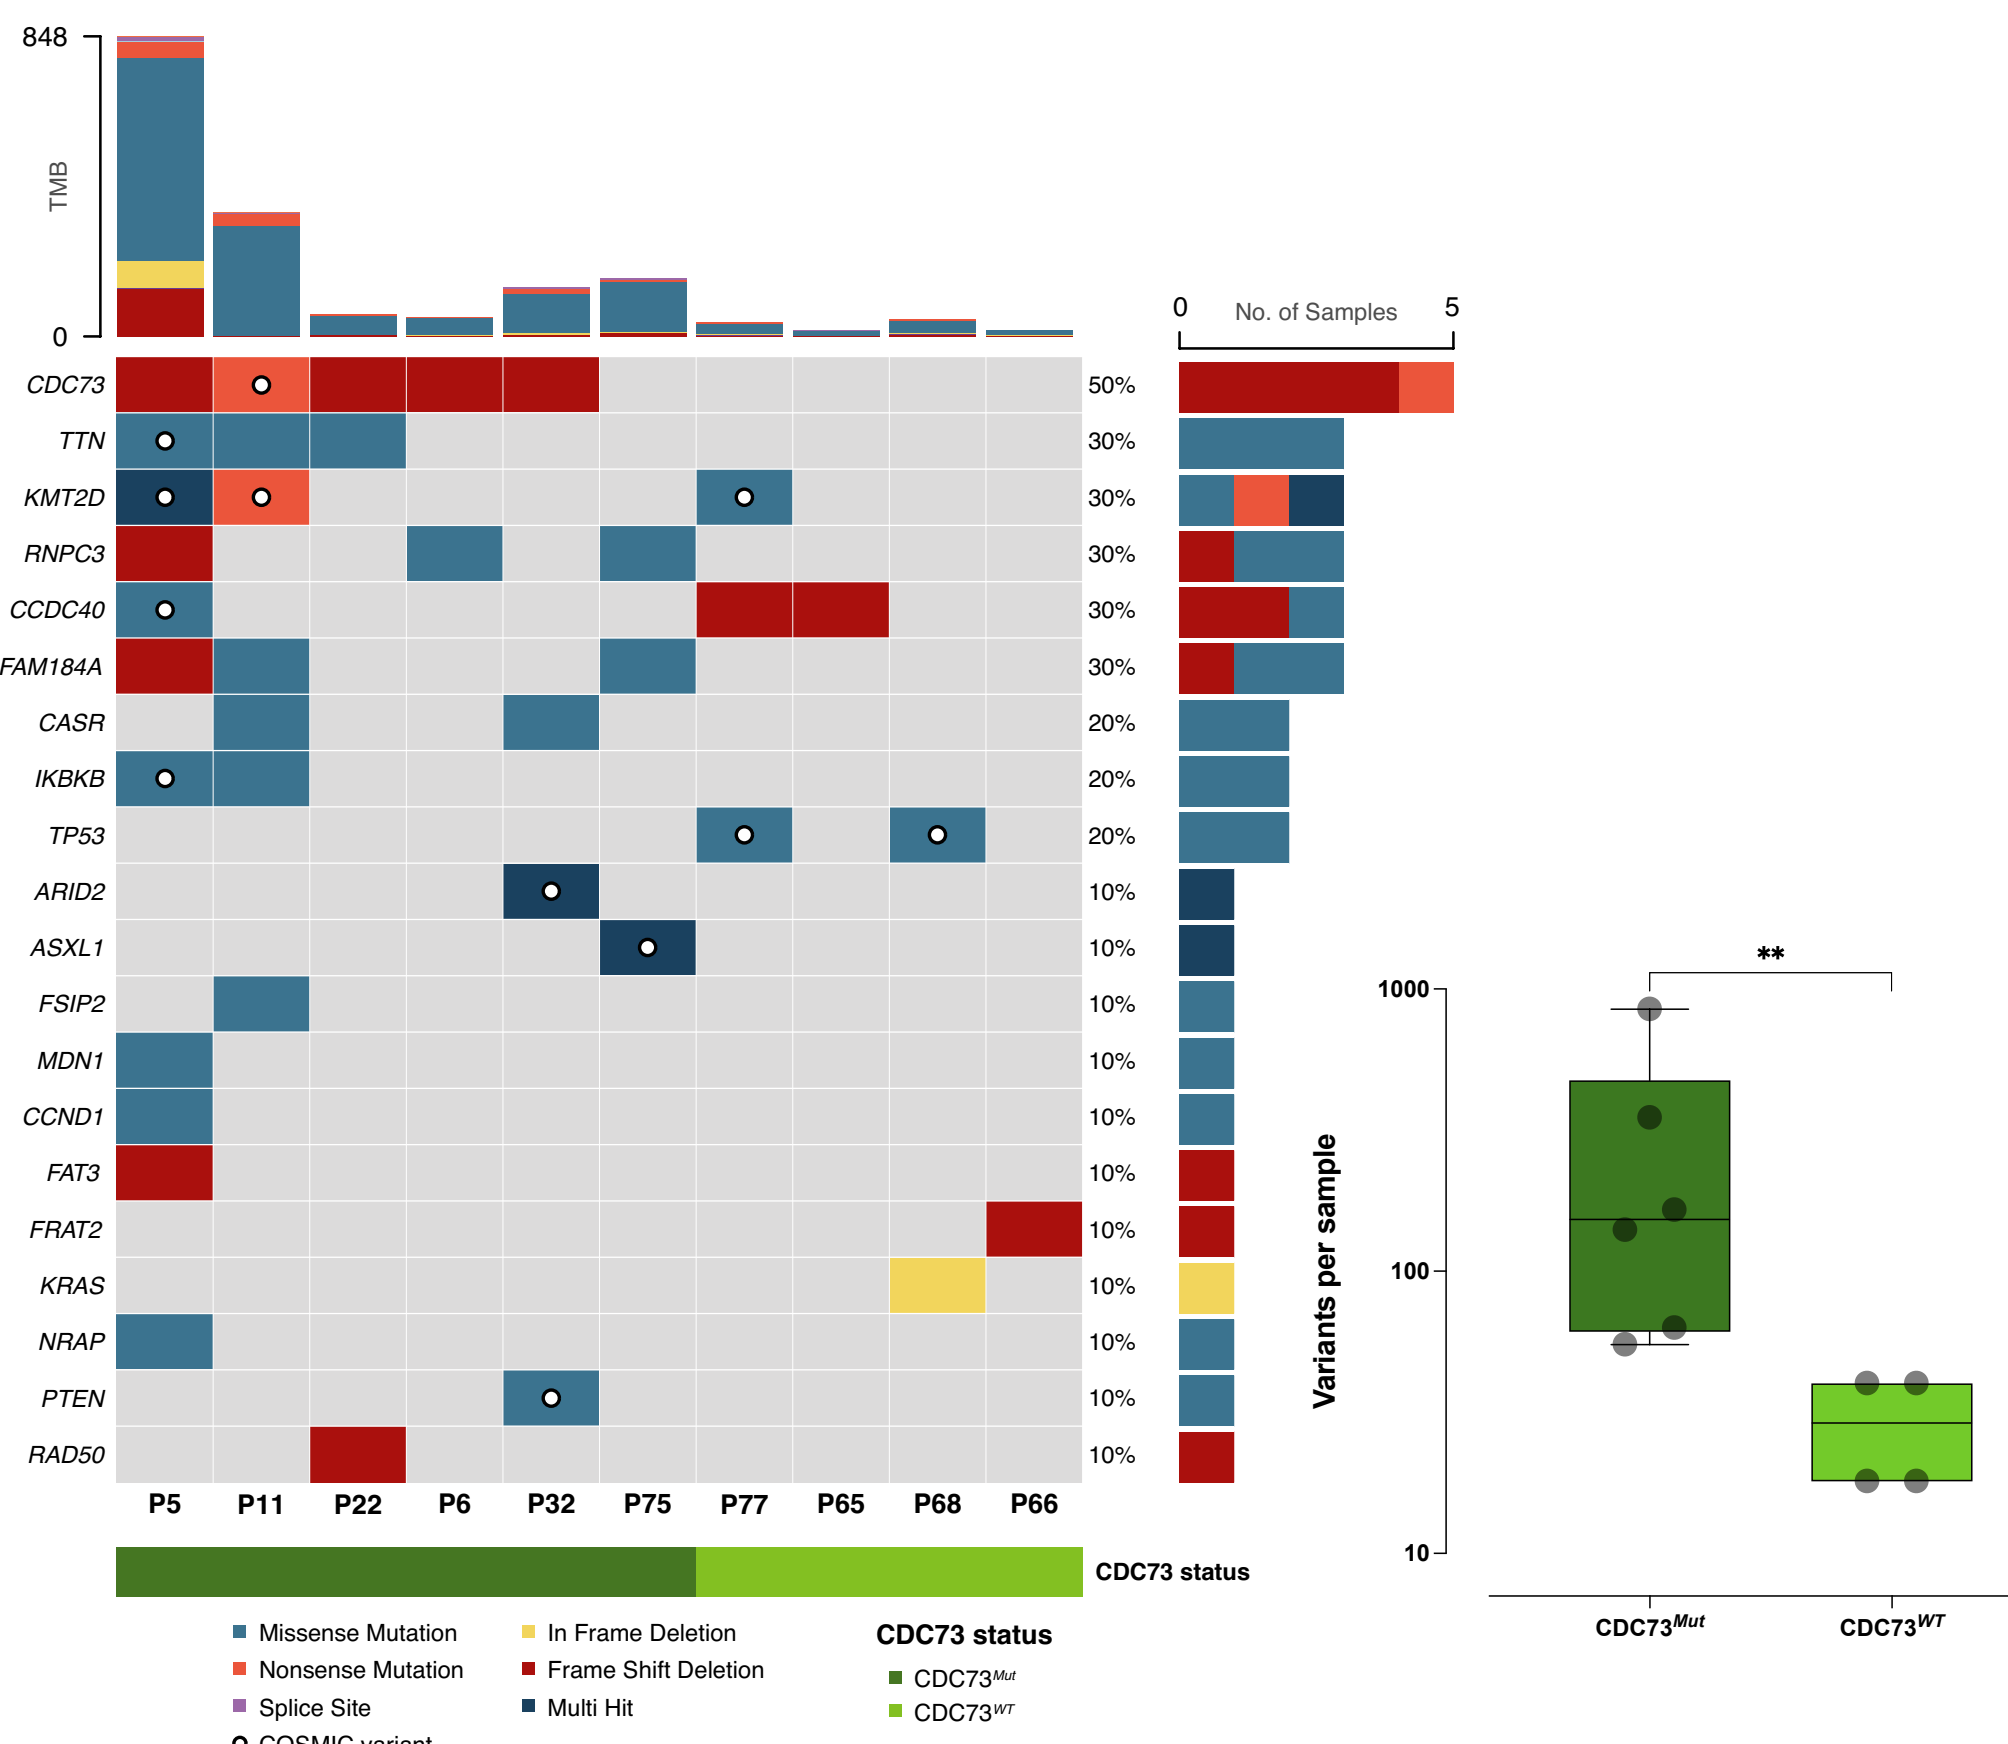 848
TMB
0
0 No. of Samples 5
CDC73 50%
TTN 30%
KMT2D 30%
RNPC3 30%
CCDC40 30%
FAM184A 30%
CASR 20%
IKBKB 20%
TP53 20%
ARID2 10%
ASXL1 10%
FSIP2 10%
MDN1 10%
CCND1 10%
FAT3 10%
FRAT2 10%
KRAS 10%
NRAP 10%
PTEN 10%
RAD50 10%
P5 P11 P22 P6 P32 P75 P77 P65 P68 P66
CDC73 status
Missense Mutation
Nonsense Mutation
Splice Site
COSMIC variant
In Frame Deletion
Frame Shift Deletion
Multi Hit
CDC73 status
CDC73Mut
CDC73WT
**
Variants per sample
1000
100
10
CDC73Mut CDC73WT